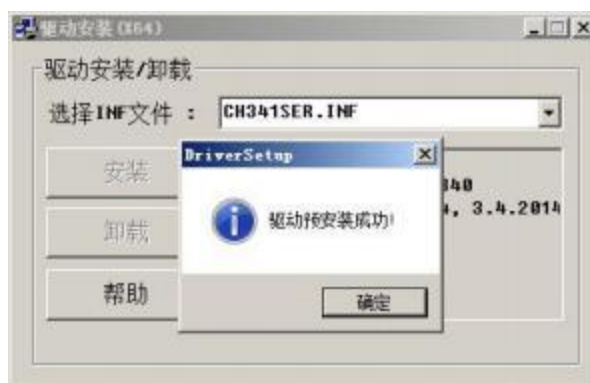 驱动安装(X64)
驱动安装/卸载
选择INF文件 : CH341SER.INF
安装
卸载
帮助
DriverSetup
驱动预安装成功!
确定
340
, 3.4.2014